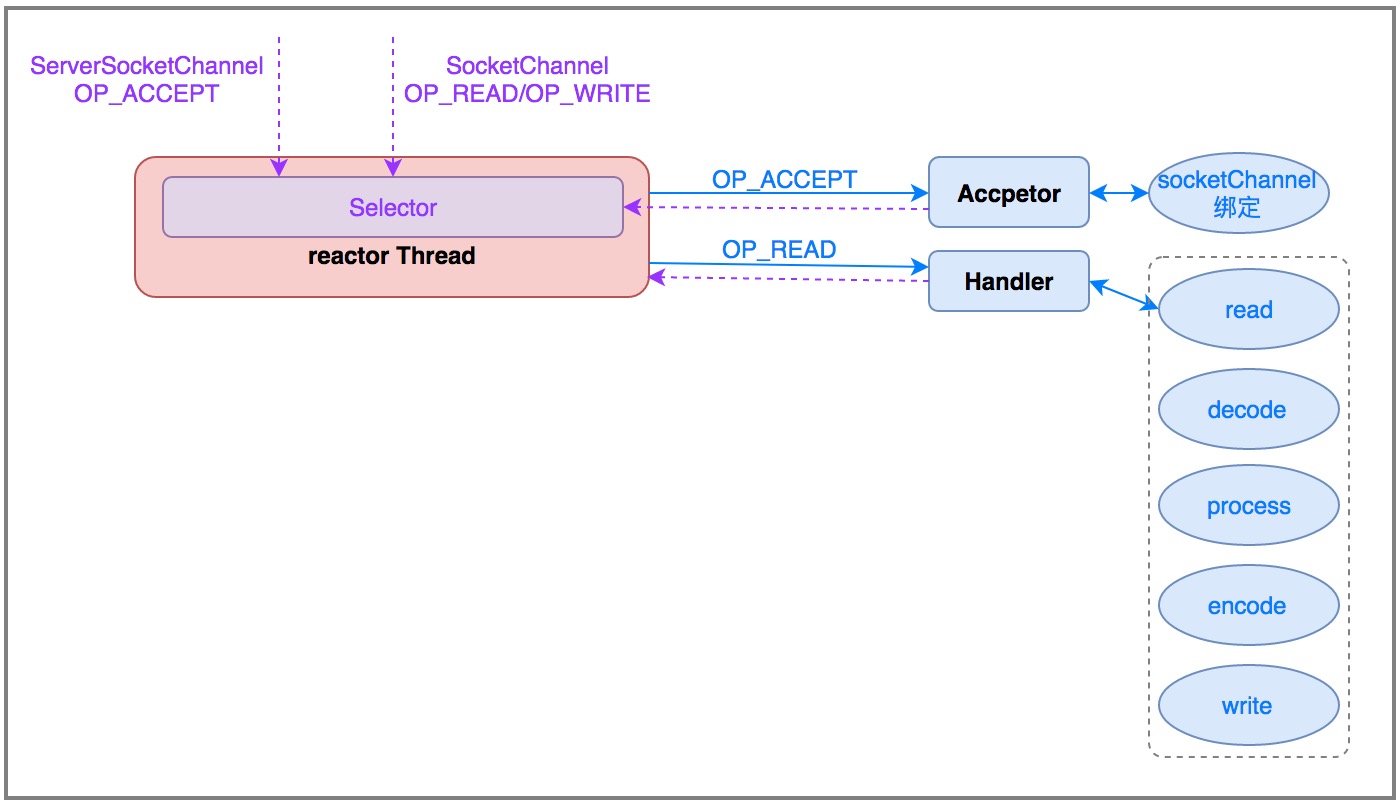 ServerSocketChannel
OP_ACCEPT
SocketChannel
OP_READ/OP_WRITE
Selector
reactor Thread
OP_ACCEPT
Accpetor
socketChannel
绑定
OP_READ
Handler
read
decode
process
encode
write